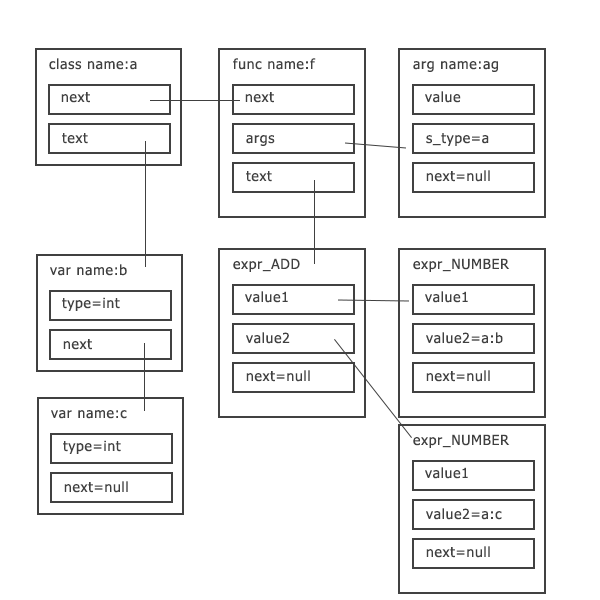 class name:a
next
text
func name:f
next
args
text
arg name:ag
value
s_type=a
next=null
var name:b
type=int
next
expr_ADD
value1
value2
next=null
expr_NUMBER
value1
value2=a:b
next=null
var name:c
type=int
next=null
expr_NUMBER
value1
value2=a:c
next=null